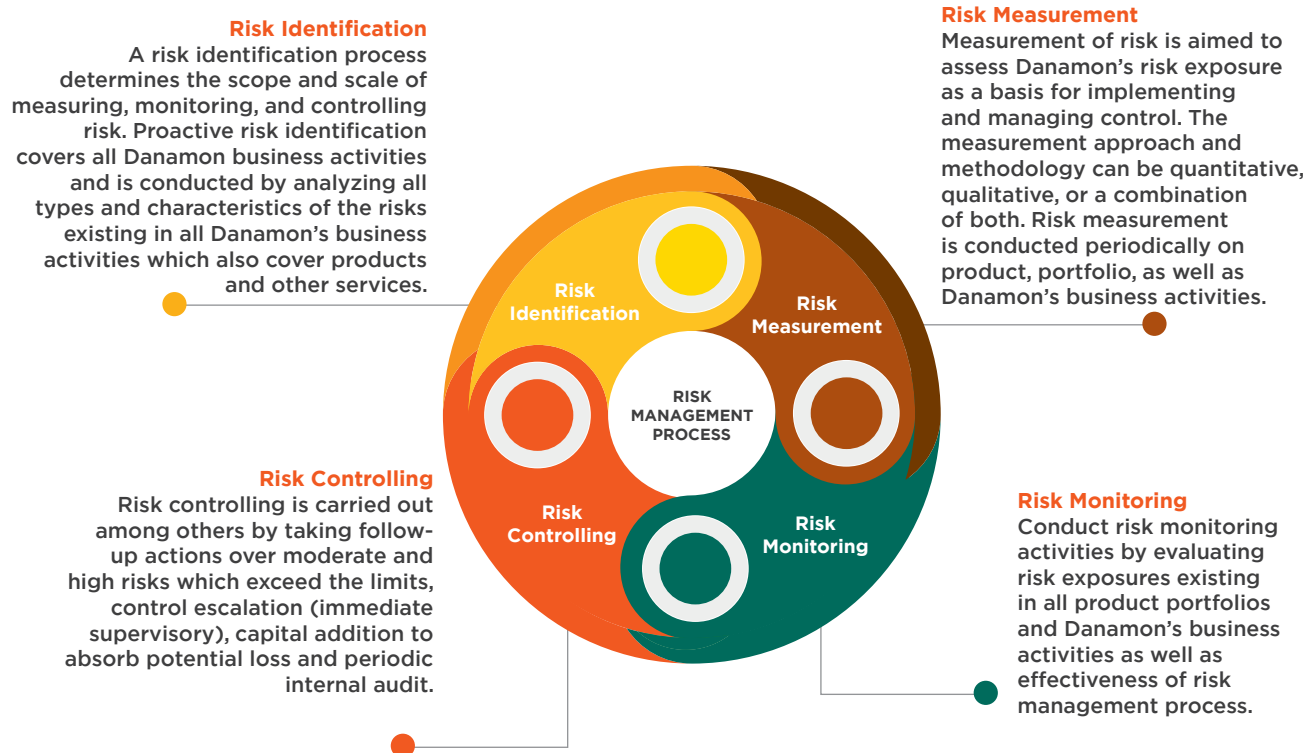 Risk Identification
A risk identification process
determines the scope and scale of
measuring, monitoring, and controlling
risk. Proactive risk identification
covers all Danamon business activities
and is conducted by analyzing all
types and characteristics of the risks
existing in all Danamon's business
activities which also cover products
and other services.
Risk Measurement
Measurement of risk is aimed to
assess Danamon's risk exposure
as a basis for implementing
and managing control. The
measurement approach and
methodology can be quantitative,
qualitative, or a combination
of both. Risk measurement
is conducted periodically on
product, portfolio, as well as
Danamon's business activities.
Risk
Identification
Risk
Measurement
RISK
MANAGEMENT
PROCESS
Risk
Controlling
Risk
Monitoring
Risk Controlling
Risk controlling is carried out
among others by taking follow-
up actions over moderate and
high risks which exceed the limits,
control escalation (immediate
supervisory), capital addition to
absorb potential loss and periodic
internal audit.
Risk Monitoring
Conduct risk monitoring
activities by evaluating
risk exposures existing
in all product portfolios
and Danamon's business
activities as well as
effectiveness of risk
management process.